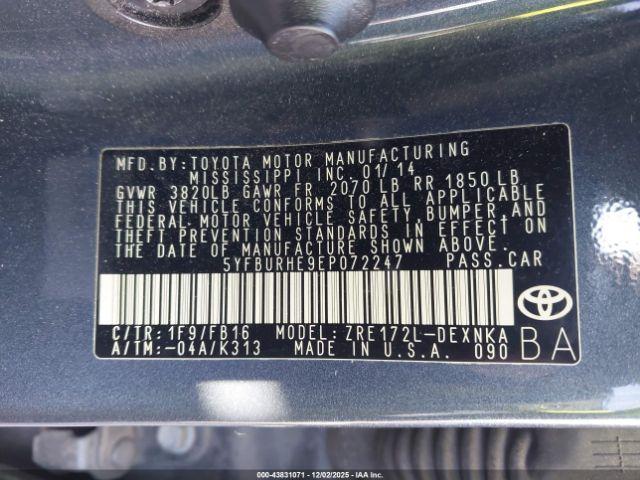 MFD.BY: TOYOTA MOTOR MANUFACTURING
MISSISSIPPI INC. 01/14
GVWR 3820LB GAWR FR 2070 LB RR 1850 LB
THIS VEHICLE CONFORMS TO ALL APPLICABLE
FEDERAL MOTOR VEHICLE SAFETY, BUMPER, AND
THEFT PREVENTION STANDARDS IN EFFECT ON
THE DATE OF MANUFACTURE SHOWN ABOVE.
5YFBURHE9EP072247 PASS.CAR
C/TR: 1F9/FB16 MODEL: ZRE172L-DEXNKA
A/TM:-04A/K313 MADE IN U.S.A. 090
BA
000-43831071 - 12/02/2025 - IAA Inc.